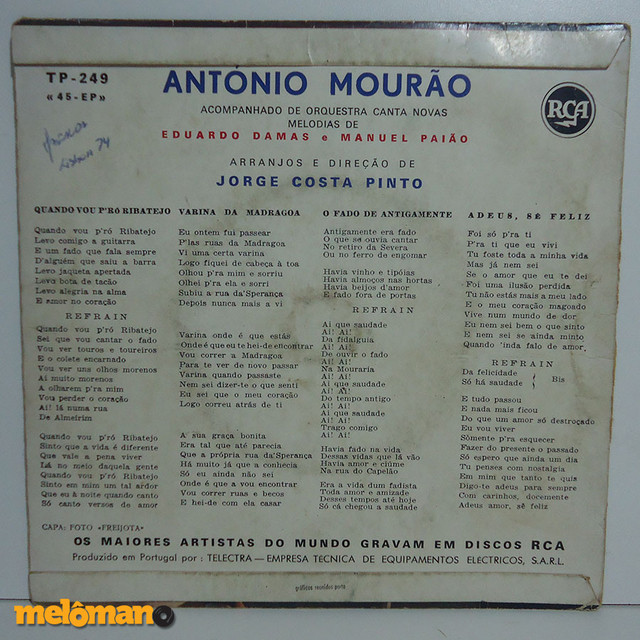 TP-249
«45-EP»
ANTÓNIO MOURÃO
ACOMPANHADO DE ORQUESTRA CANTA NOVAS
MELODIAS DE
EDUARDO DAMAS e MANUEL PAIÃO
ARRANJOS E DIREÇÃO DE
JORGE COSTA PINTO
RCA
QUANDO VOU P'RÓ RIBATEJO
Quando vou p'ró Ribatejo
Levo comigo a guitarra
E um fado que fala sempre
D'alguém que saiu a barra
Levo jaqueta apertada
Levo bota de tacão
Levo alegria na alma
E amor no coração
REFRAIN
Quando vou p'ró Ribatejo
Sei que vou cantar o fado
Vou ver touros e toureiros
E o colete encarnado
Vou ver uns olhos morenos
Ai muito morenos
A olharem p'ra mim
Vou perder o coração
Ai! lá numa rua
De Almeirim
Quando vou p'ró Ribatejo
Sinto que a vida é diferente
Que vale a pena viver
Lá no meio daquela gente
Quando vou p'ró Ribatejo
Sinto em mim um tal ardor
Que eu à noite quando canto
Só canto versos de amor
VARINA DA MADRAGOA
Eu ontem fui passear
P'las ruas da Madragoa
Vi uma certa varina
Logo fiquei de cabeça à toa
Olhou p'ra mim e sorriu
Olhei p'ra ela e sorri
Subiu a rua da'Sperança
Depois nunca mais a vi
Varina onde é que estás
Onde é que eu te hei-de encontrar
Vou correr a Madragoa
Para te ver de novo passar
Varina quando passaste
Nem sei dizer-te o que senti
Eu sei que o meu coração
Logo correu atrás de ti
A sua graça bonita
Era tal que até parecia
Que a própria rua da'Sperança
Há muito já que a conhecia
Só eu ainda não sei
Onde é que a vou encontrar
Vou correr ruas e becos
E hei-de com ela casar
O FADO DE ANTIGAMENTE
Antigamente era fado
O que se ouvia cantar
No retiro da Severa
Ou no ferro de engomar
Havia vinho e tipóias
Havia almoços nas hortas
Havia beijos d'amor
E fado fora de portas
REFRAIN
Ai que saudade
Ai! Ai!
Da fidalguia
Ai! Ai!
De ouvir o fado
Ai! Ai!
Na Mouraria
Ai! Ai!
Ai que saudade
Ai! Ai!
Do tempo antigo
Ai! Ai!
Ai que saudade
Ai! Ai!
Trago comigo
Ai! Ai!
Havia fado na vida
Dessas vidas que lá vão
Havia amor e ciúme
Na rua do Capelão
Era a vida dum fadista
Toda amor e amizade
Desses tempos até hoje
Só cá chegou a saudade
ADEUS, SÊ FELIZ
Foi só p'ra ti
P'ra ti que eu vivi
Tu foste toda a minha vida
Mas já nem sei
Se o amor que eu te dei
Foi uma ilusão perdida
Tu não estás mais a meu lado
E o meu coração magoado
Vive num mundo de dor
Eu nem sei bem o que sinto
E nem sei se ainda minto
Quando 'inda falo de amor.
REFRAIN
Da felicidade
Só há saudade } Bis
E tudo passou
E nada mais ficou
Do que um amor só destroçado
Eu vou viver
Sòmente p'ra esquecer
Fazer do presente o passado
Só espero que ainda um dia
Tu penses com nostalgia
Em mim que tanto te quis
Digo-te adeus para sempre
Com carinhos, docemente
Adeus amor, sê feliz
CAPA: FOTO «FREIJOTA»
OS MAIORES ARTISTAS DO MUNDO GRAVAM EM DISCOS RCA
Produzido em Portugal por: TELECTRA — EMPRESA TECNICA DE EQUIPAMENTOS ELECTRICOS, S.A.R.L.
melómano